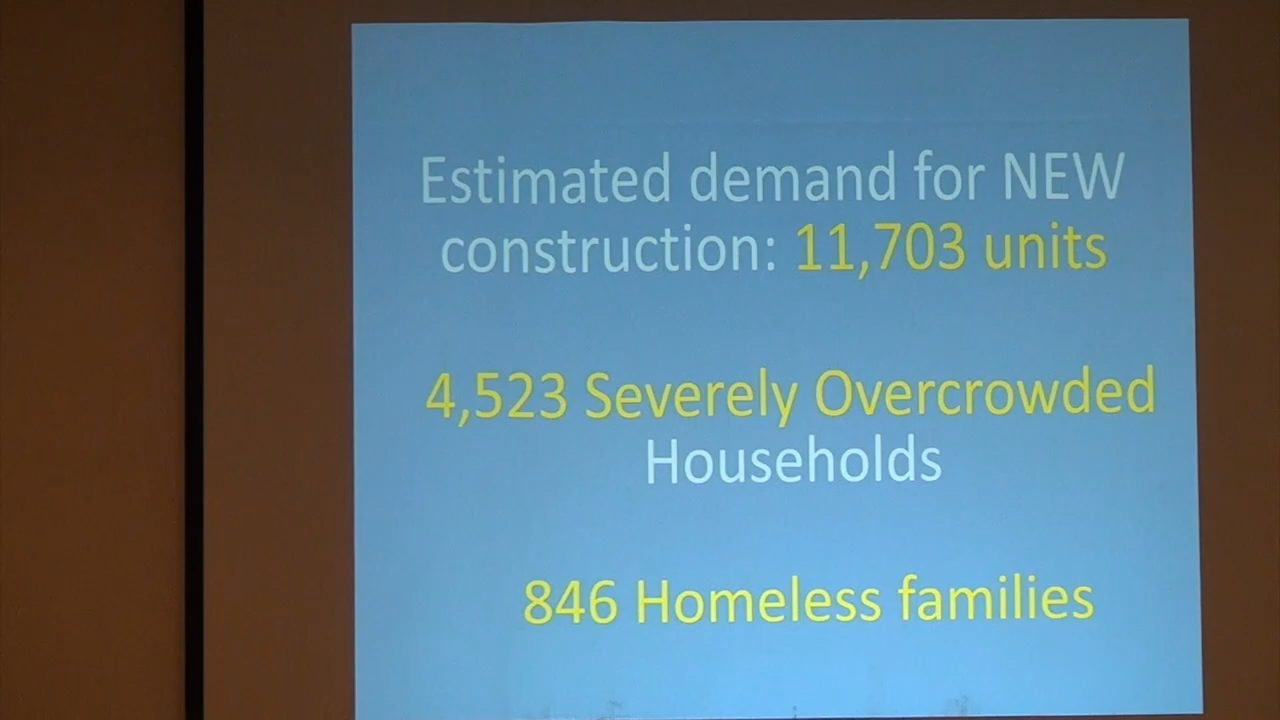 Estimated demand for NEW
construction: 11,703 units
4,523 Severely Overcrowded
Households
846 Homeless families